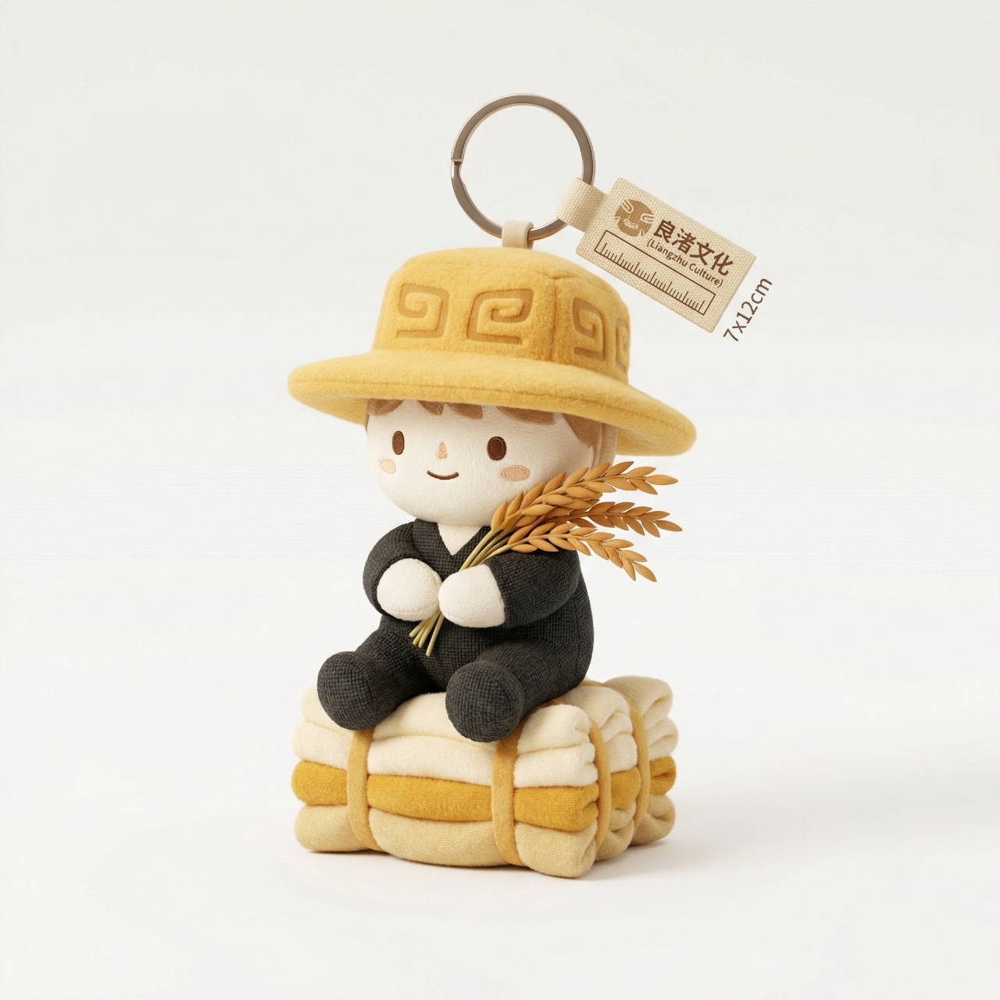 良渚文化
(Liangzhu Culture)
7x12cm